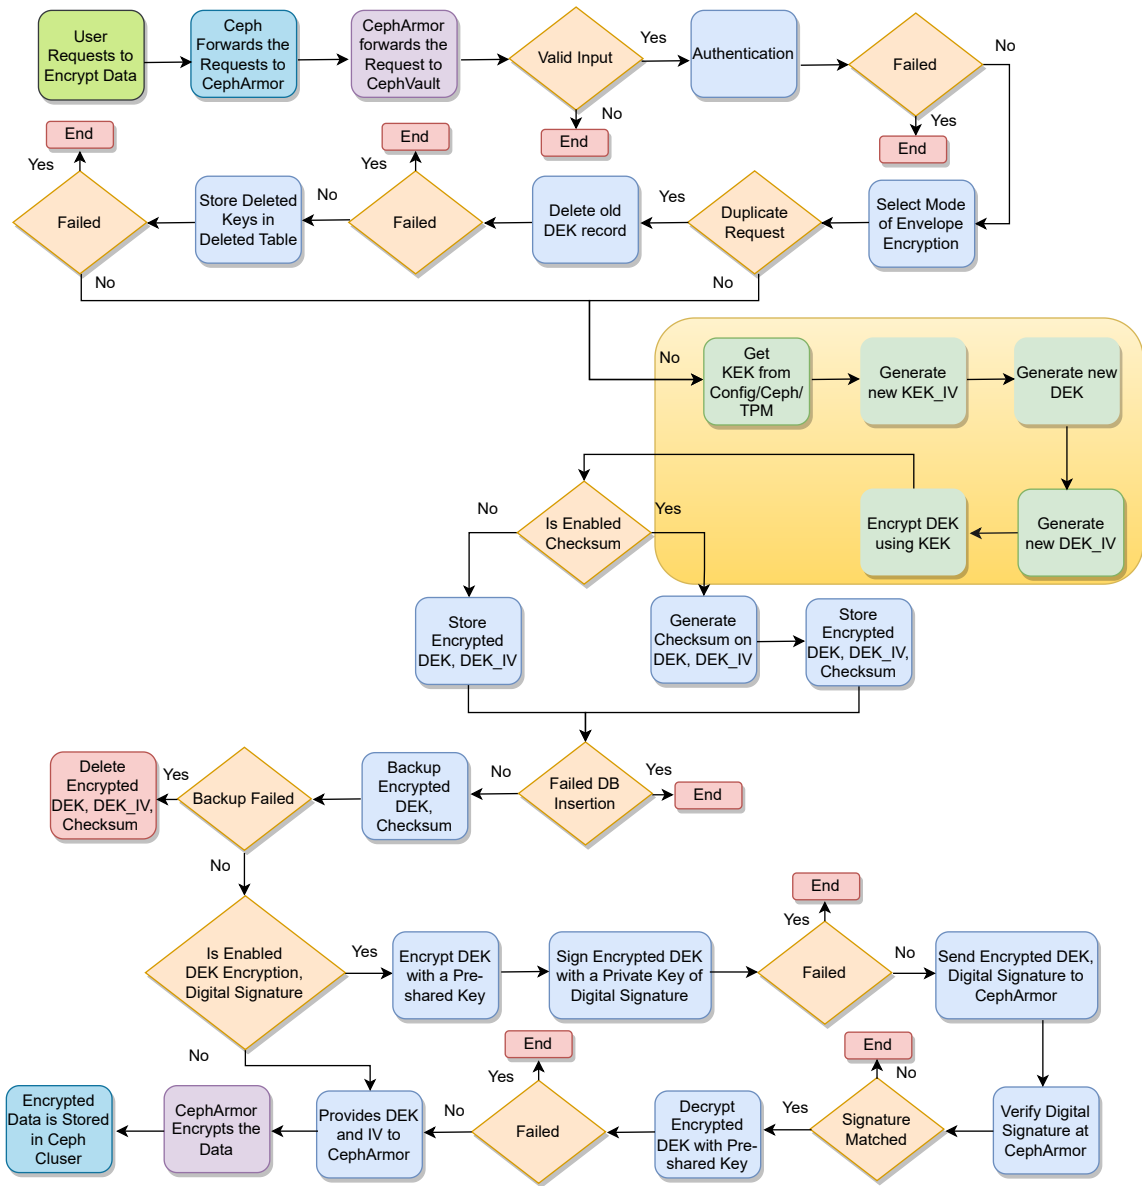 User
Requests to
Encrypt Data
Ceph
Forwards the
Requests to
CephArmor
CephArmor
forwards the
Request to
CephVault
Valid Input
Yes
No
End
Authentication
Failed
No
Yes
End
Select Mode
of Envelope
Encryption
Duplicate
Request
Yes
No
Delete old
DEK record
Failed
Yes
End
No
Store Deleted
Keys in
Deleted Table
Failed
Yes
End
No
No
Get
KEK from
Config/Ceph/
TPM
Generate
new KEK_IV
Generate new
DEK
Generate
new DEK_IV
Encrypt DEK
using KEK
Is Enabled
Checksum
No
Yes
Store
Encrypted
DEK, DEK_IV
Generate
Checksum on
DEK, DEK_IV
Store
Encrypted
DEK, DEK_IV,
Checksum
Failed DB
Insertion
Yes
End
No
Backup
Encrypted
DEK,
Checksum
Backup Failed
Yes
Delete
Encrypted
DEK, DEK_IV,
Checksum
No
Is Enabled
DEK Encryption,
Digital Signature
Yes
No
Encrypt DEK
with a Pre-
shared Key
Sign Encrypted DEK
with a Private Key of
Digital Signature
Failed
Yes
End
No
Send Encrypted DEK,
Digital Signature to
CephArmor
Verify Digital
Signature at
CephArmor
Signature
Matched
No
End
Yes
Decrypt
Encrypted
DEK with Pre-
shared Key
Failed
Yes
End
No
Provides DEK
and IV to
CephArmor
CephArmor
Encrypts the
Data
Encrypted
Data is Stored
in Ceph
Cluser